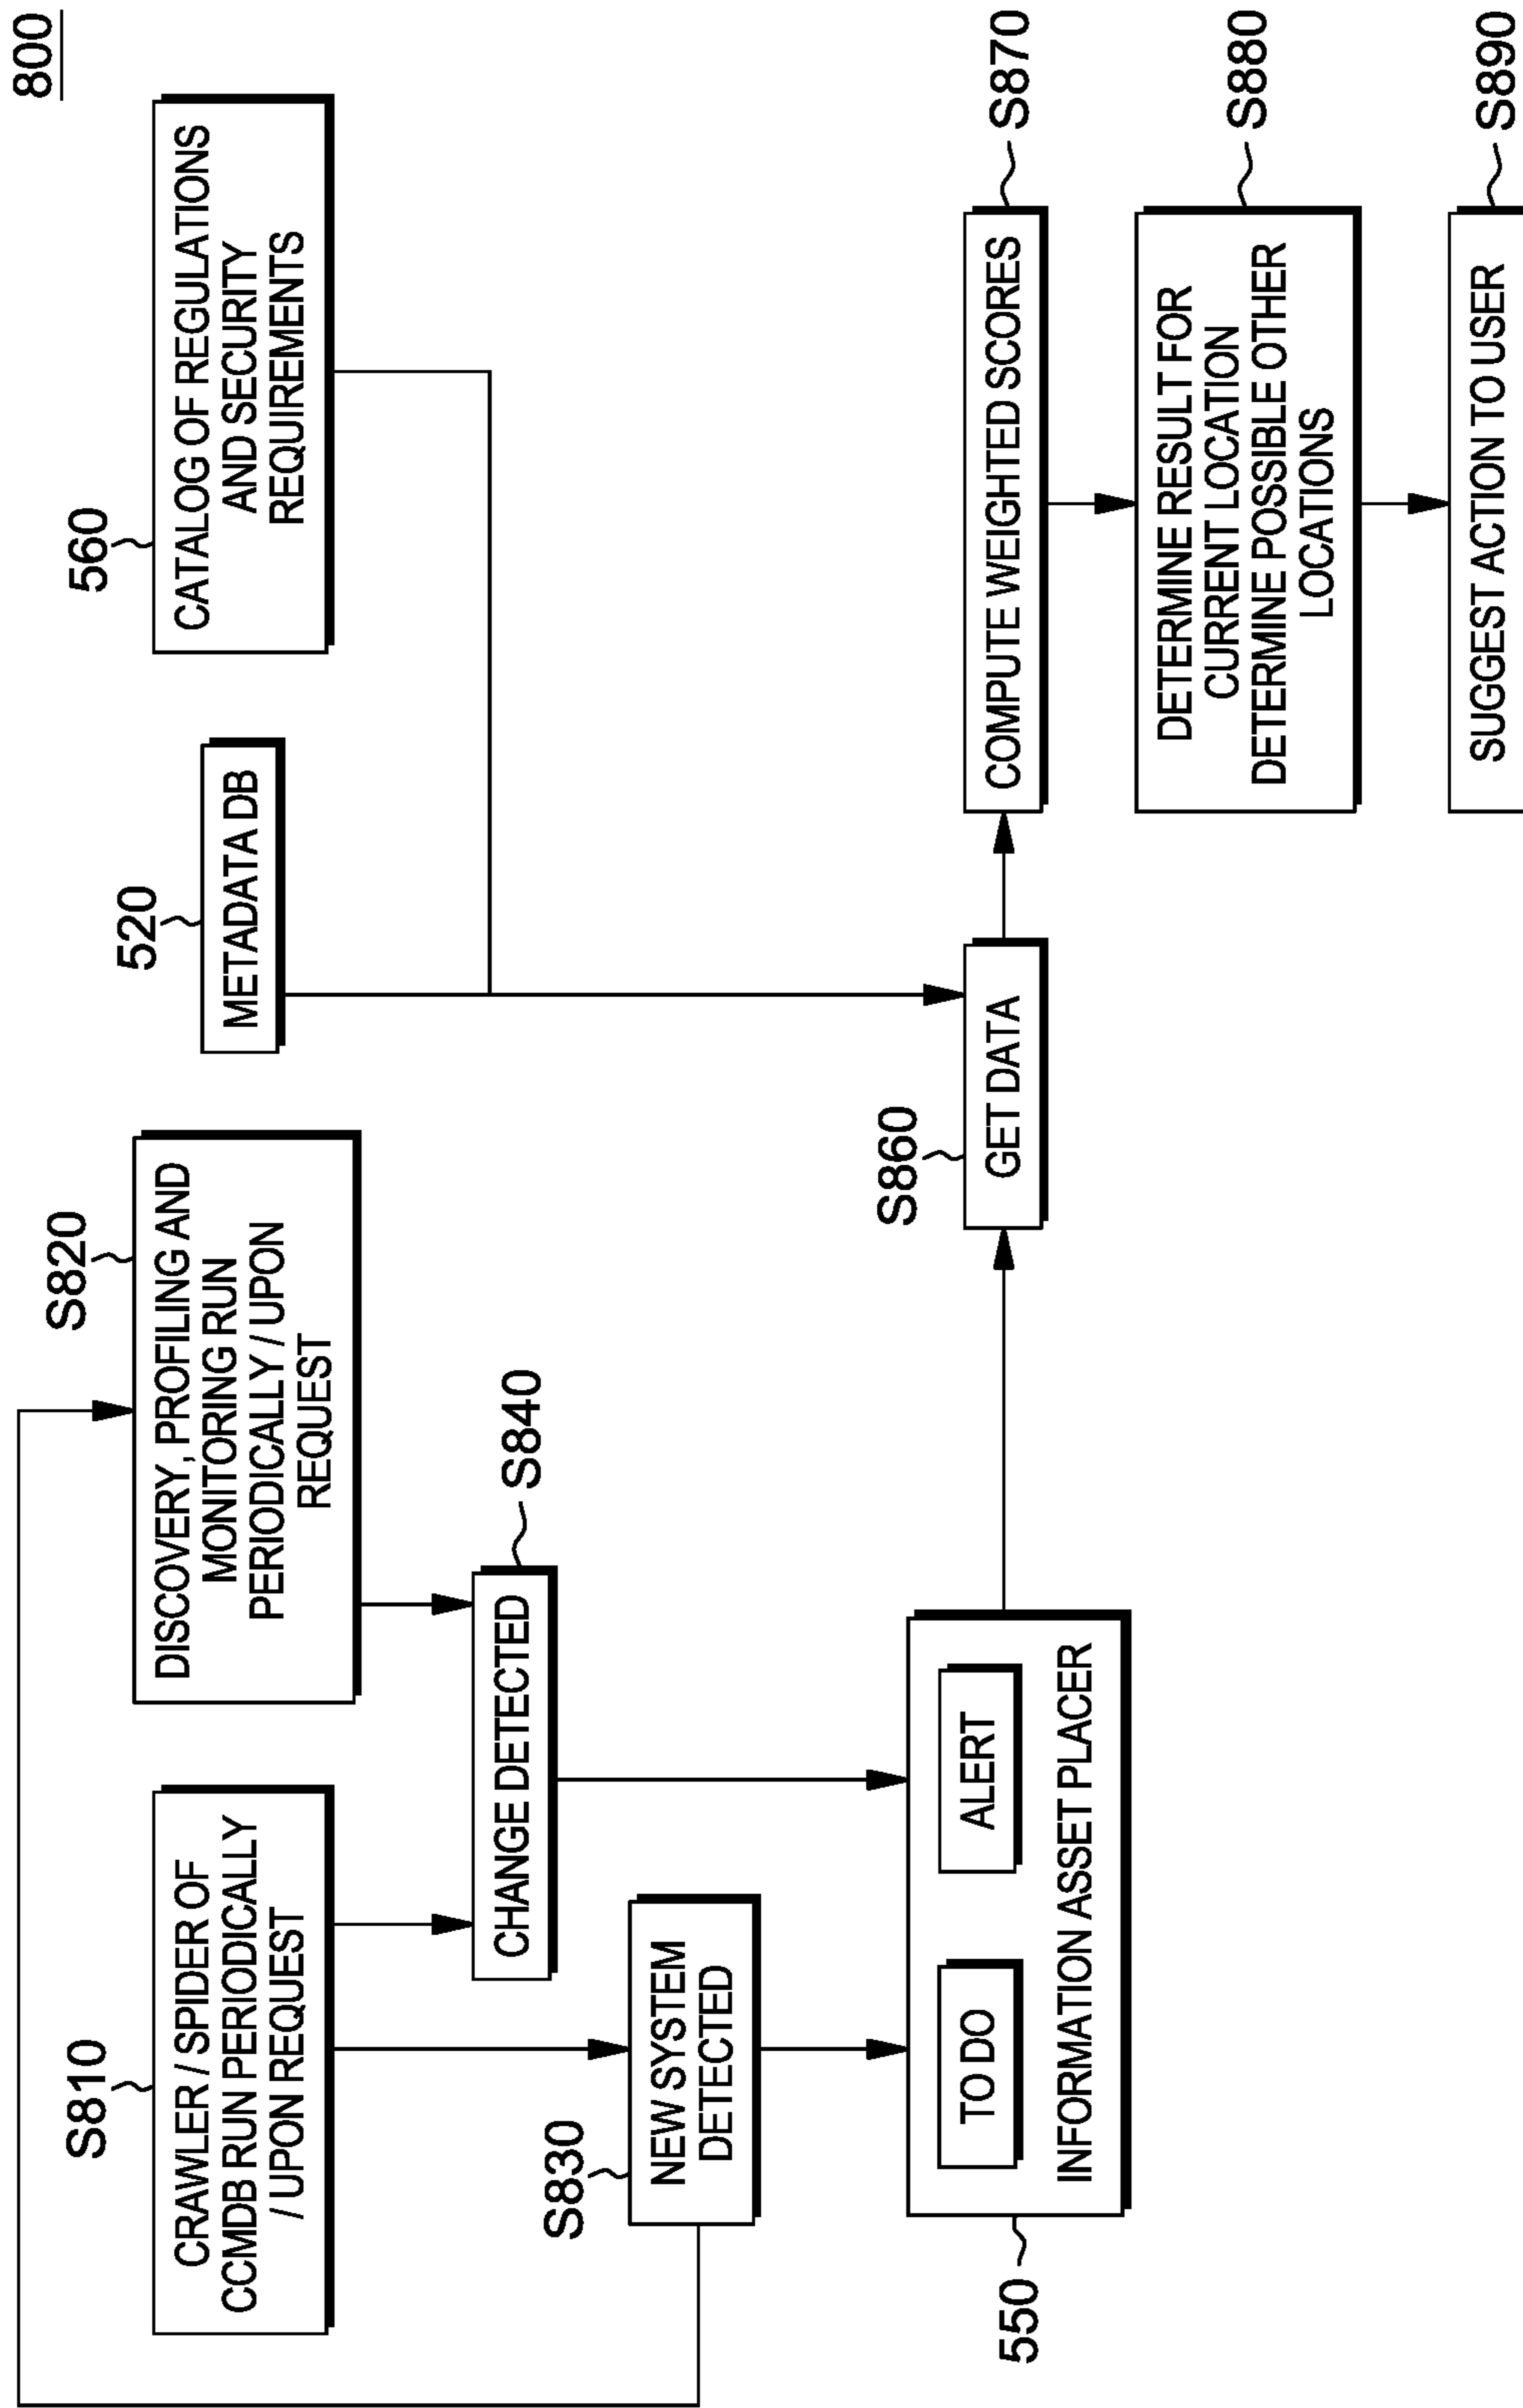 800
S810
CRAWLER / SPIDER OF
CCMDB RUN PERIODICALLY
/ UPON REQUEST
S820
DISCOVERY, PROFILING AND
MONITORING RUN
PERIODICALLY / UPON
REQUEST
520
METADATA DB
560
CATALOG OF REGULATIONS
AND SECURITY
REQUIREMENTS
S840
CHANGE DETECTED
S830
NEW SYSTEM
DETECTED
550
TO DO
ALERT
INFORMATION ASSET PLACER
S860
GET DATA
COMPUTE WEIGHTED SCORES
S870
DETERMINE RESULT FOR
CURRENT LOCATION
DETERMINE POSSIBLE OTHER
LOCATIONS
S880
SUGGEST ACTION TO USER
S890